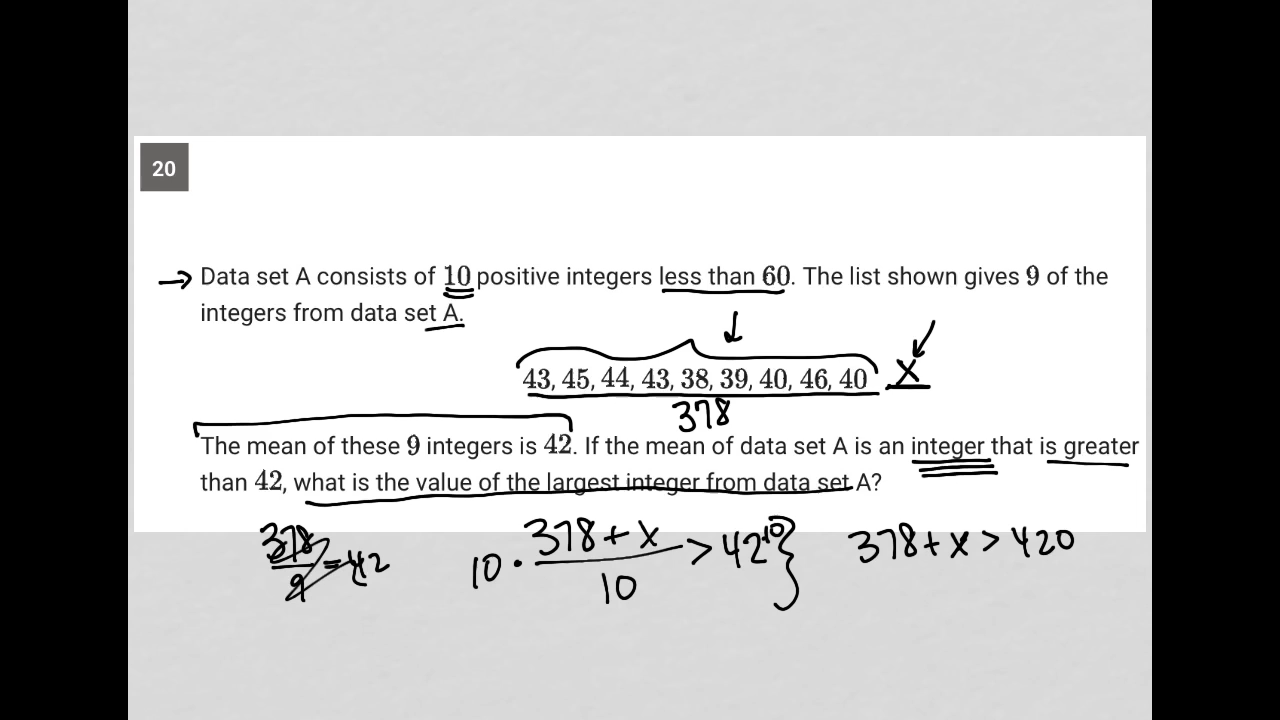 20
Data set A consists of 10 positive integers less than 60. The list shown gives 9 of the
integers from data set A.
43, 45, 44, 43, 38, 39, 40, 46, 40 X
378
The mean of these 9 integers is 42. If the mean of data set A is an integer that is greater
than 42, what is the value of the largest integer from data set A?
378/9 = 42
10 · (378 + x)/10 > 42 · 10
378 + x > 420